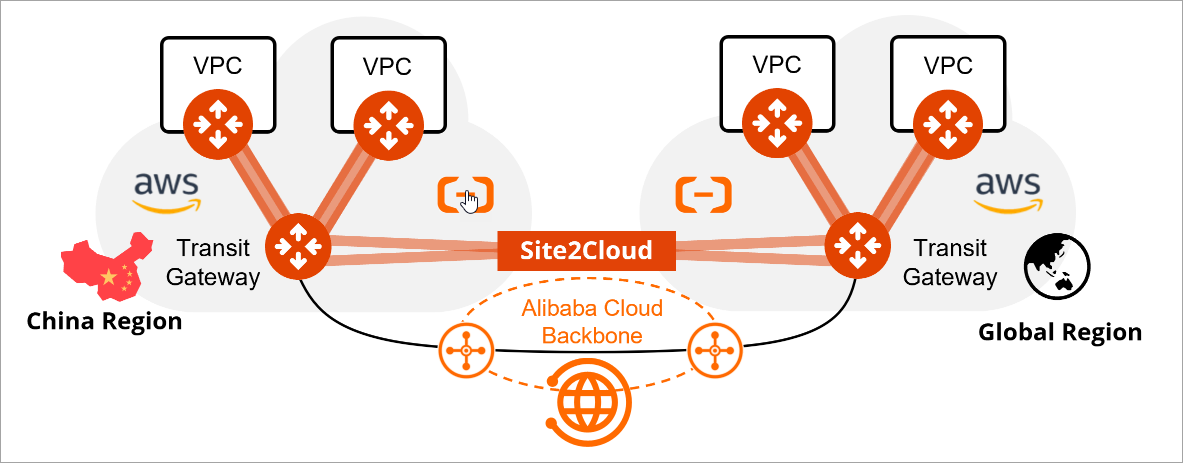 VPC
VPC
VPC
VPC
aws
aws
Transit
Gateway
Site2Cloud
Transit
Gateway
China Region
Alibaba Cloud
Backbone
Global Region